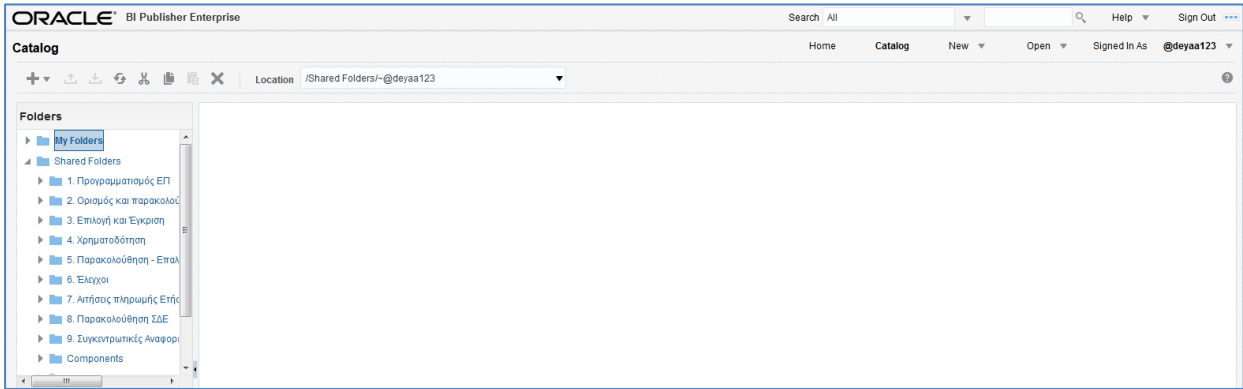 ORACLE BI Publisher Enterprise Search All Help Sign Out
Catalog Home Catalog New Open Signed In As @deyaa123
Location /Shared Folders/~@deyaa123
Folders
My Folders
Shared Folders
1. Προγραμματισμός ΕΠ
2. Ορισμός και παρακολού
3. Επιλογή και Έγκριση
4. Χρηματοδότηση
5. Παρακολούθηση - Επαλ
6. Έλεγχοι
7. Αιτήσεις πληρωμής Ετήσ
8. Παρακολούθηση ΣΔΕ
9. Συγκεντρωτικές Αναφορέ
Components